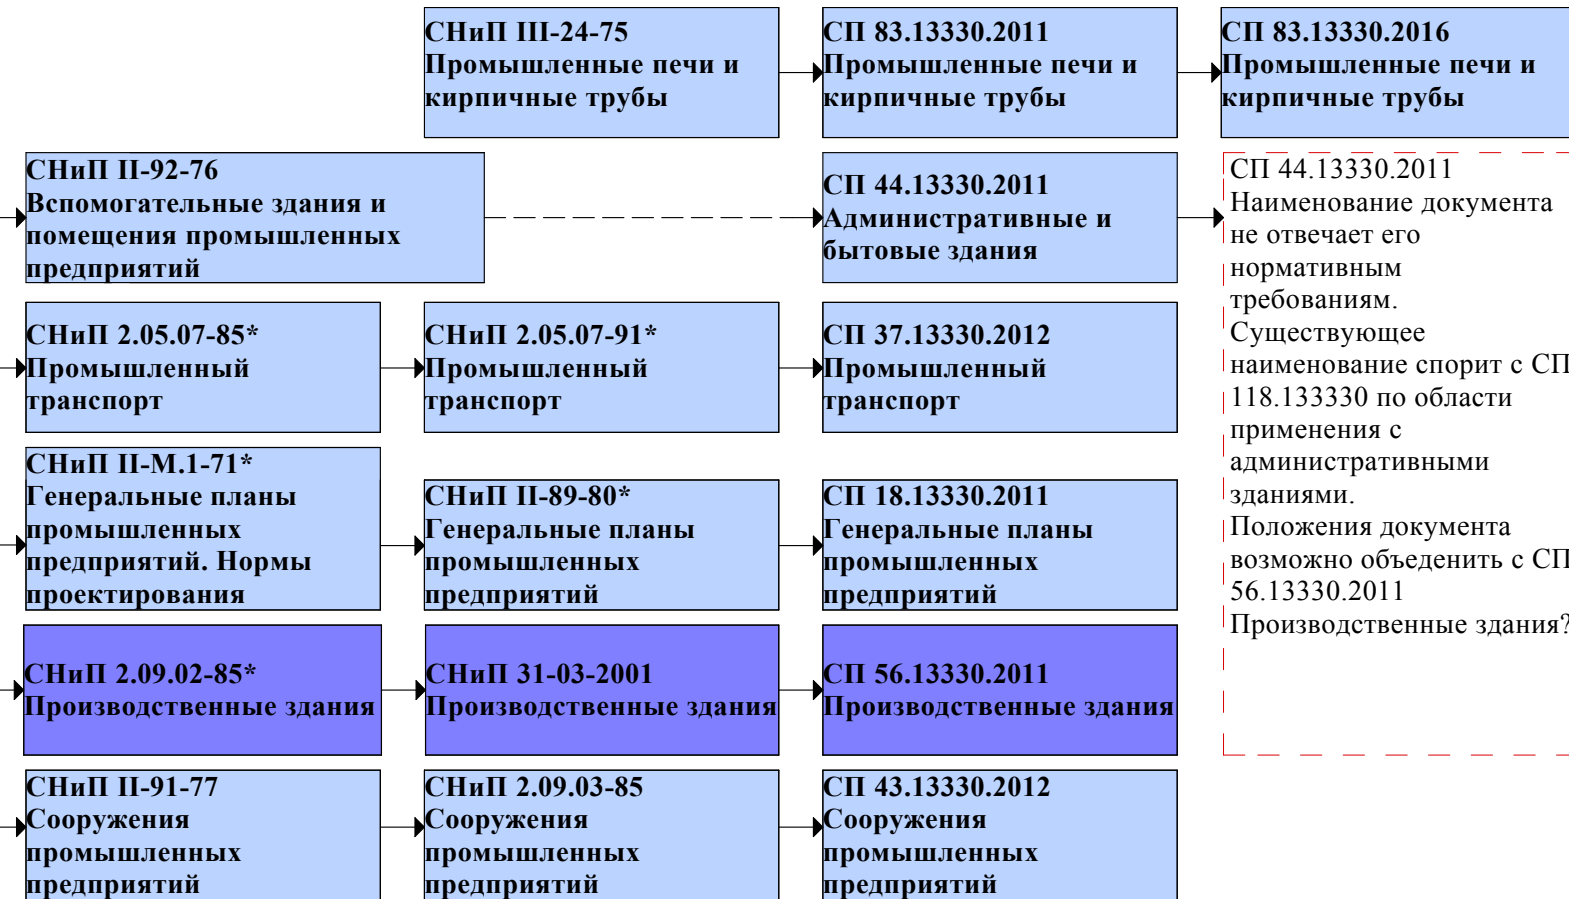 СНиП III-24-75
Промышленные печи и
кирпичные трубы
СП 83.13330.2011
Промышленные печи и
кирпичные трубы
СП 83.13330.2016
Промышленные печи и
кирпичные трубы
СНиП II-92-76
Вспомогательные здания и
помещения промышленных
предприятий
СП 44.13330.2011
Административные и
бытовые здания
СП 44.13330.2011
Наименование документа
не отвечает его
нормативным
требованиям.
Существующее
наименование спорит с СП
118.133330 по области
применения с
административными
зданиями.
Положения документа
возможно объеденить с СП
56.13330.2011
Производственные здания?
СНиП 2.05.07-85*
Промышленный
транспорт
СНиП 2.05.07-91*
Промышленный
транспорт
СП 37.13330.2012
Промышленный
транспорт
СНиП II-М.1-71*
Генеральные планы
промышленных
предприятий. Нормы
проектирования
СНиП II-89-80*
Генеральные планы
промышленных
предприятий
СП 18.13330.2011
Генеральные планы
промышленных
предприятий
СНиП 2.09.02-85*
Производственные здания
СНиП 31-03-2001
Производственные здания
СП 56.13330.2011
Производственные здания
СНиП II-91-77
Сооружения
промышленных
предприятий
СНиП 2.09.03-85
Сооружения
промышленных
предприятий
СП 43.13330.2012
Сооружения
промышленных
предприятий